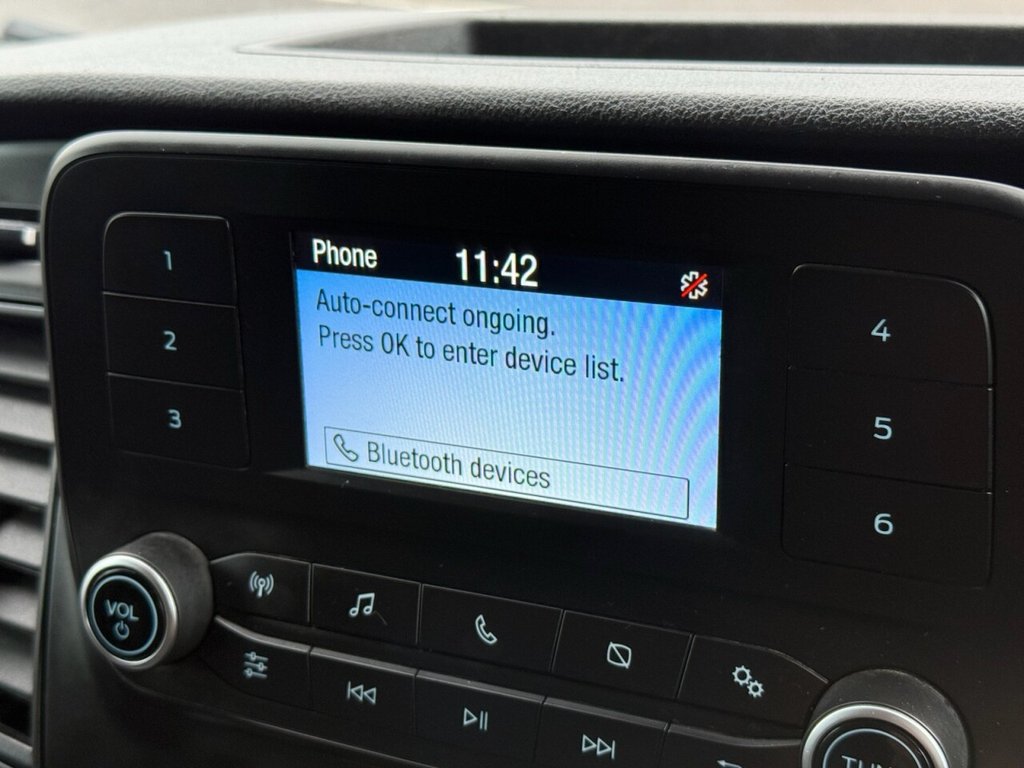 Phone 11:42
Auto-connect ongoing.
Press OK to enter device list.
Bluetooth devices
1
2
3
4
5
6
VOL